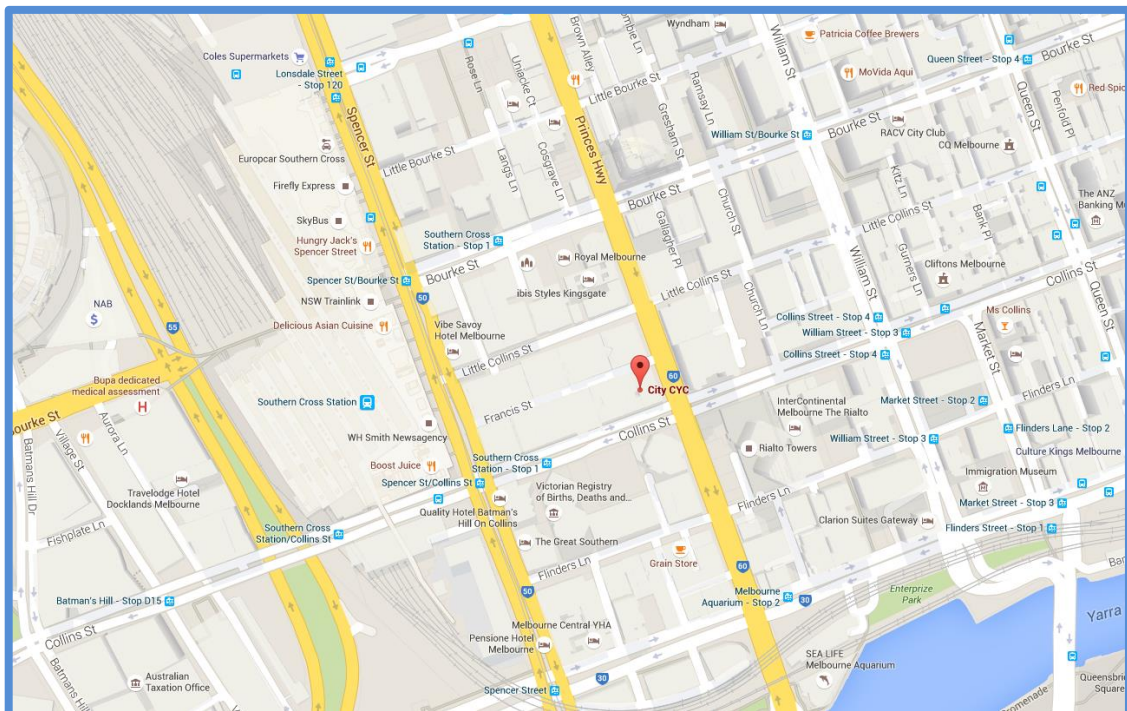 Wyndham
Patricia Coffee Brewers
Coles Supermarkets
Lonsdale Street
- Stop 120
Rose Ln
Uniacke Ct
Brown Alley
Little Bourke St
Ramsay Ln
William St
MoVida Aqui
Queen Street - Stop 4
Bourke St
Red Spic
Queen St
Penfold Pl
Spencer St
Princes Hwy
Gresham St
William St/Bourke St
Bourke St
RACV City Club
CQ Melbourne
Europcar Southern Cross
Little Bourke St
Langs Ln
Cosgrave Ln
Firefly Express
Bourke St
Kitz Ln
Little Collins St
Bank Pl
The ANZ
Banking M
SkyBus
Hungry Jack's
Spencer Street
Southern Cross
Station - Stop 1
Gallagher Pl
Church St
William St
Gurners Ln
Royal Melbourne
Cliftons Melbourne
Collins St
Spencer St/Bourke St
Bourke St
ibis Styles Kingsgate
Little Collins St
Queen St
NSW Trainlink
50
NAB
Delicious Asian Cuisine
55
Vibe Savoy
Hotel Melbourne
Church Ln
Collins Street - Stop 4
William Street - Stop 3
Ms Collins
Market St
Collins Street - Stop 4
Little Collins St
60
City CYC
Bupa dedicated
medical assessment
Bourke St
Southern Cross Station
Francis St
InterContinental
Melbourne The Rialto
Market Street - Stop 2
Flinders Ln
Aurora Ln
Village St
Batmans Hill Dr
WH Smith Newsagency
Collins St
Flinders Lane - Stop 2
William Street - Stop 3
Rialto Towers
Culture Kings Melbourne
Boost Juice
Southern Cross
Station - Stop 1
Spencer St/Collins St
Victorian Registry
of Births, Deaths and...
Immigration Museum
Travelodge Hotel
Docklands Melbourne
Quality Hotel Batman's
Hill On Collins
Flinders Ln
Market Street - Stop 3
Clarion Suites Gateway
Flinders Street - Stop 1
Fishplate Ln
Southern Cross
Station/Collins St
The Great Southern
Grain Store
Flinders Ln
60
50
Melbourne
Aquarium - Stop 2
30
Enterprize
Park
Batman's Hill - Stop D15
Collins St
Yarra
Melbourne Central YHA
Pensione Hotel
Melbourne
SEA LIFE
Melbourne Aquarium
Batmans Hill
Australian
Taxation Office
30
Spencer Street
Queensbri
Square
omenade